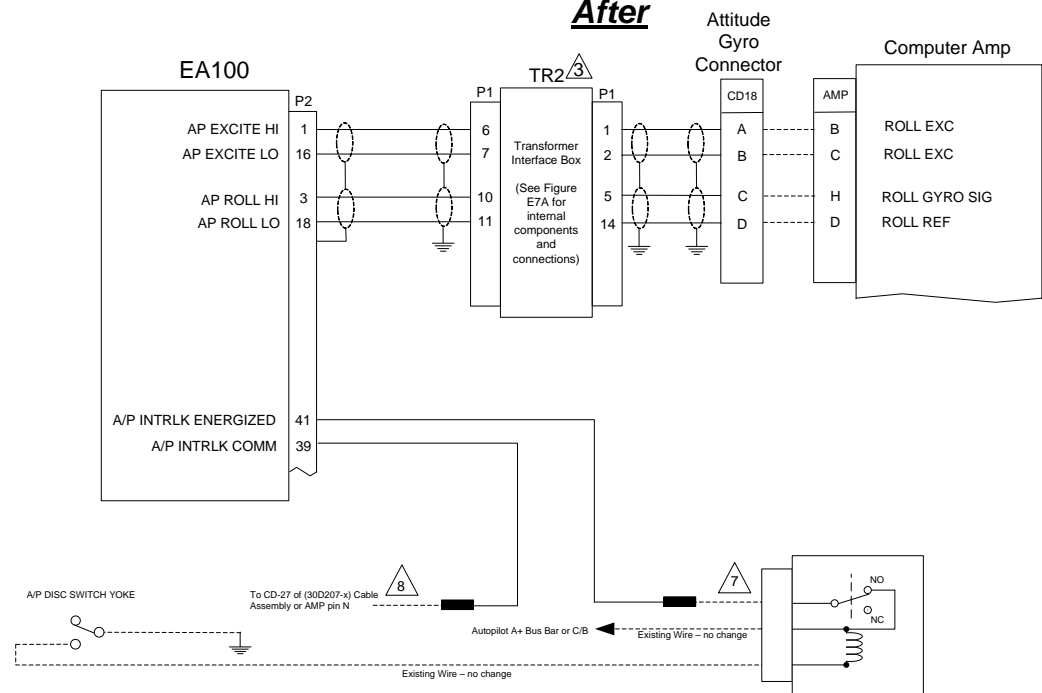 After
Attitude
Gyro
Connector
Computer Amp
EA100
TR2 3
P2
P1
P1
CD18
AMP
AP EXCITE HI 1 6 1 A B ROLL EXC
AP EXCITE LO 16 7 2 B C ROLL EXC
AP ROLL HI 3 10 5 C H ROLL GYRO SIG
AP ROLL LO 18 11 14 D D ROLL REF
Transformer
Interface Box
(See Figure
E7A for
internal
components
and
connections)
A/P INTRLK ENERGIZED 41
A/P INTRLK COMM 39
A/P DISC SWITCH YOKE
To CD-27 of (30D207-x) Cable
Assembly or AMP pin N
8
7
NO
NC
Autopilot A+ Bus Bar or C/B
Existing Wire – no change
Existing Wire – no change